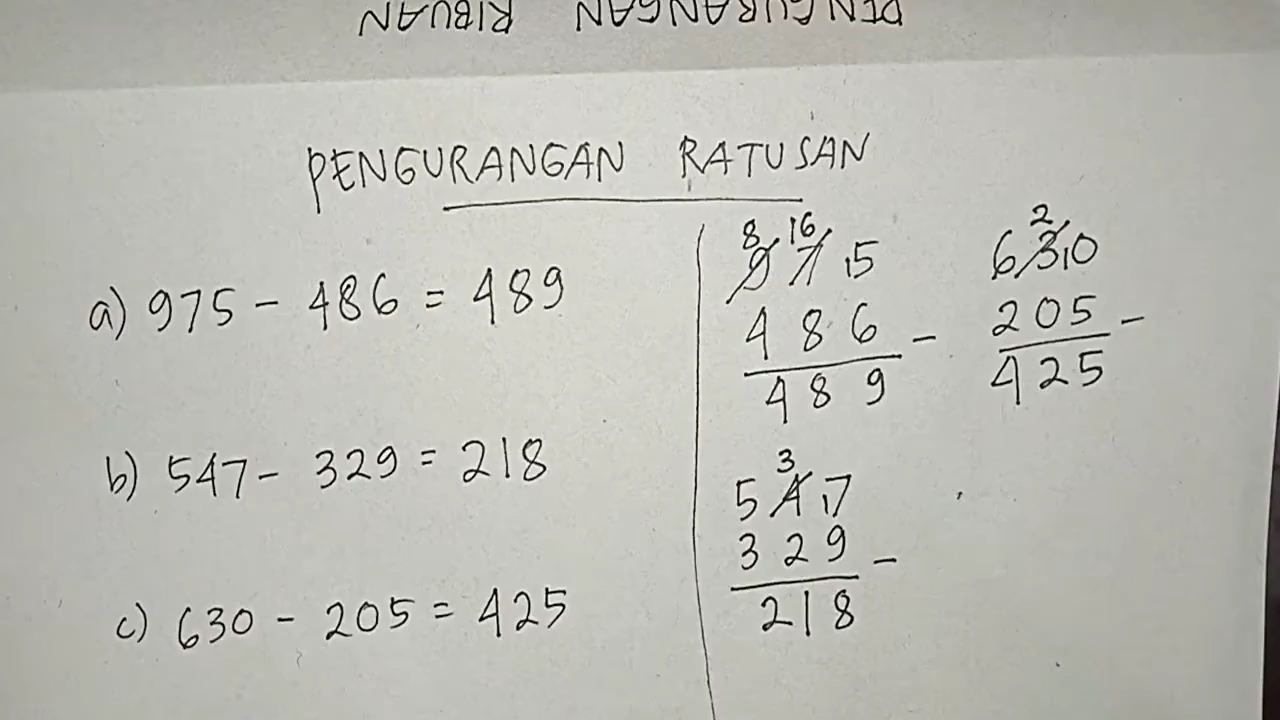 PENGURANGAN RIBUAN
PENGURANGAN RATUSAN
a) 975 - 486 = 489
b) 547 - 329 = 218
c) 630 - 205 = 425
8 16
9 7 15
4 8 6 -
4 8 9
2
6 3 10
2 0 5 -
4 2 5
3
5 4 17
3 2 9 -
2 1 8